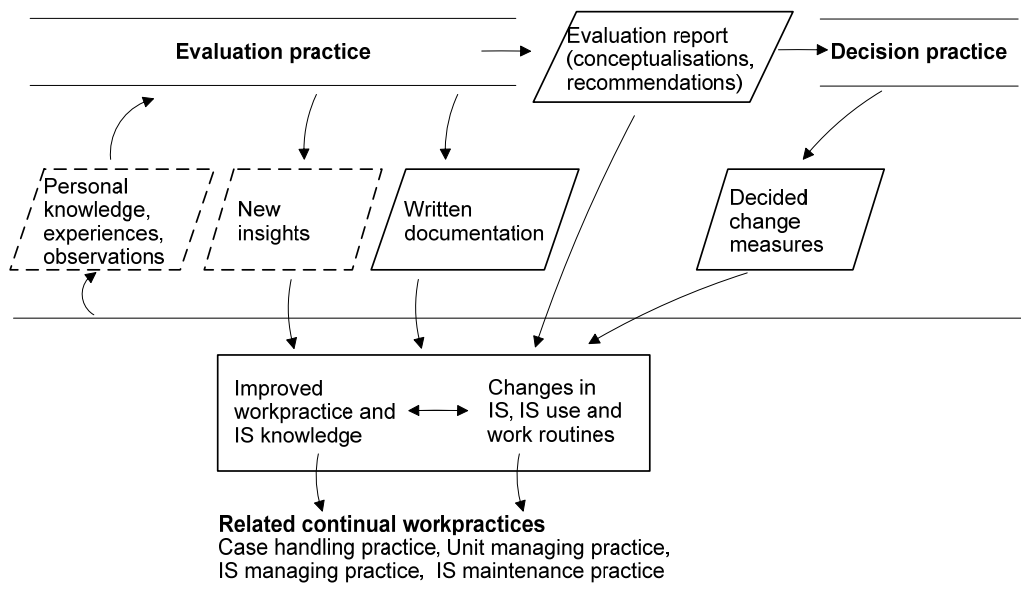 Evaluation practice
Evaluation report
(conceptualisations,
recommendations)
Decision practice
Personal
knowledge,
experiences,
observations
New
insights
Written
documentation
Decided
change
measures
Improved
workpractice and
IS knowledge
Changes in
IS, IS use and
work routines
Related continual workpractices
Case handling practice, Unit managing practice,
IS managing practice,  IS maintenance practice